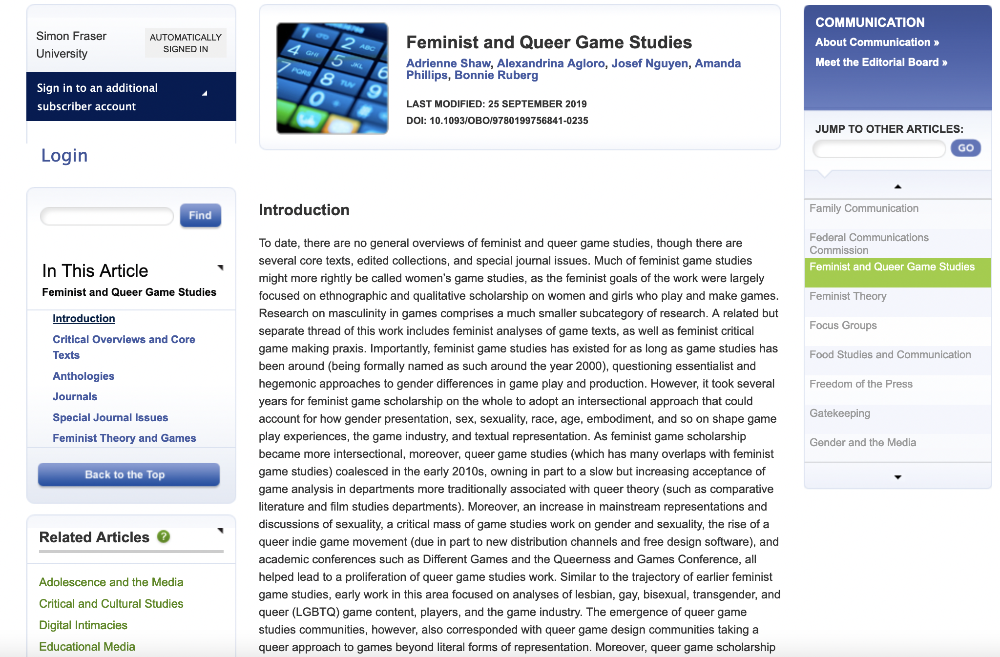 Simon Fraser
University
AUTOMATICALLY
SIGNED IN
Sign in to an additional
subscriber account
Login
Find
In This Article
Feminist and Queer Game Studies
Introduction
Critical Overviews and Core
Texts
Anthologies
Journals
Special Journal Issues
Feminist Theory and Games
Back to the Top
Related Articles ?
Adolescence and the Media
Critical and Cultural Studies
Digital Intimacies
Educational Media
1
2 ABC
4 GHI
5 JKL
6
7 PQRS
8 TUV
9
0
#
Feminist and Queer Game Studies
Adrienne Shaw, Alexandrina Agloro, Josef Nguyen, Amanda
Phillips, Bonnie Ruberg
LAST MODIFIED: 25 SEPTEMBER 2019
DOI: 10.1093/OBO/9780199756841-0235
Introduction
To date, there are no general overviews of feminist and queer game studies, though there are
several core texts, edited collections, and special journal issues. Much of feminist game studies
might more rightly be called women’s game studies, as the feminist goals of the work were largely
focused on ethnographic and qualitative scholarship on women and girls who play and make games.
Research on masculinity in games comprises a much smaller subcategory of research. A related but
separate thread of this work includes feminist analyses of game texts, as well as feminist critical
game making praxis. Importantly, feminist game studies has existed for as long as game studies has
been around (being formally named as such around the year 2000), questioning essentialist and
hegemonic approaches to gender differences in game play and production. However, it took several
years for feminist game scholarship on the whole to adopt an intersectional approach that could
account for how gender presentation, sex, sexuality, race, age, embodiment, and so on shape game
play experiences, the game industry, and textual representation. As feminist game scholarship
became more intersectional, moreover, queer game studies (which has many overlaps with feminist
game studies) coalesced in the early 2010s, owning in part to a slow but increasing acceptance of
game analysis in departments more traditionally associated with queer theory (such as comparative
literature and film studies departments). Moreover, an increase in mainstream representations and
discussions of sexuality, a critical mass of game studies work on gender and sexuality, the rise of a
queer indie game movement (due in part to new distribution channels and free design software), and
academic conferences such as Different Games and the Queerness and Games Conference, all
helped lead to a proliferation of queer game studies work. Similar to the trajectory of earlier feminist
game studies, early work in this area focused on analyses of lesbian, gay, bisexual, transgender, and
queer (LGBTQ) game content, players, and the game industry. The emergence of queer game
studies communities, however, also corresponded with queer game design communities taking a
queer approach to games beyond literal forms of representation. Moreover, queer game scholarship
COMMUNICATION
About Communication »
Meet the Editorial Board »
JUMP TO OTHER ARTICLES:
GO
Family Communication
Federal Communications
Commission
Feminist and Queer Game Studies
Feminist Theory
Focus Groups
Food Studies and Communication
Freedom of the Press
Gatekeeping
Gender and the Media